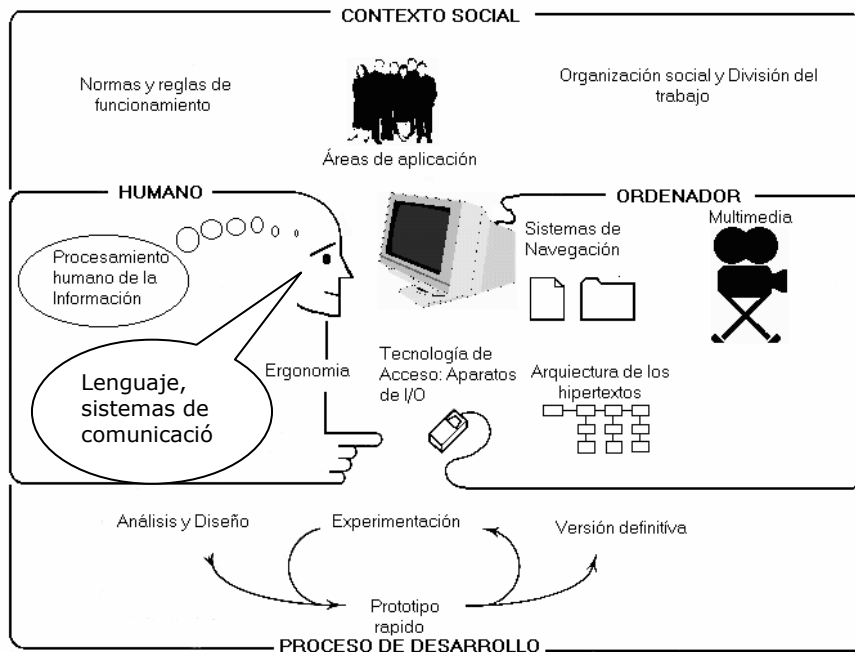 CONTEXTO SOCIAL
Normas y reglas de
funcionamiento
Organización social y División del
trabajo
Áreas de aplicación
HUMANO
ORDENADOR
Procesamiento
humano de la
Información
Sistemas de
Navegación
Multimedia
Lenguaje,
sistemas de
comunicació
Ergonomia
Tecnología de
Acceso: Aparatos
de I/O
Arquiectura de los
hipertextos
Análisis y Diseño
Experimentación
Versión definitíva
Prototipo
rapido
PROCESO DE DESARROLLO